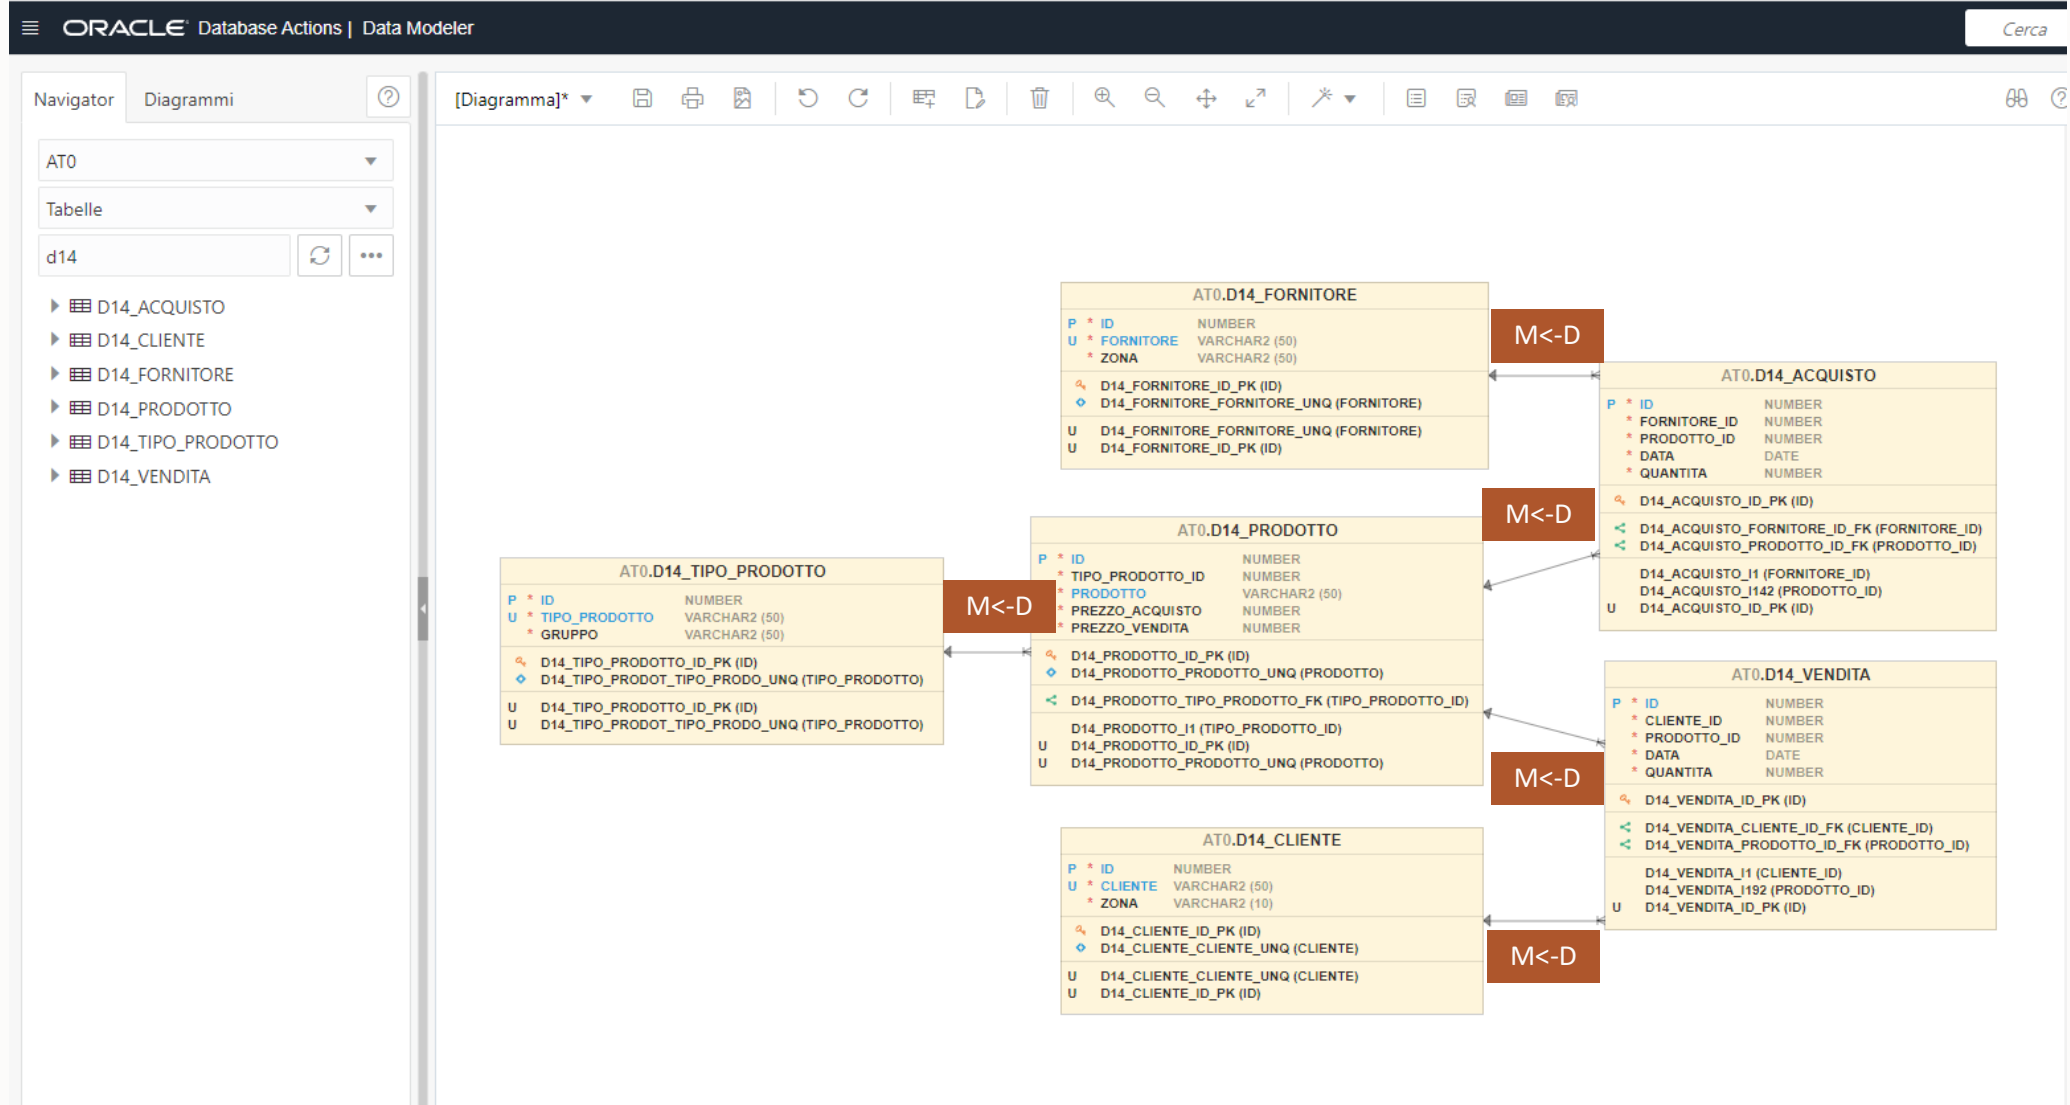 ORACLE Database Actions | Data Modeler
Cerca
Navigator
Diagrammi
[Diagramma]*
AT0
Tabelle
d14
D14_ACQUISTO
D14_CLIENTE
D14_FORNITORE
D14_PRODOTTO
D14_TIPO_PRODOTTO
D14_VENDITA
AT0.D14_FORNITORE
P * ID NUMBER
U * FORNITORE VARCHAR2 (50)
* ZONA VARCHAR2 (50)
D14_FORNITORE_ID_PK (ID)
D14_FORNITORE_FORNITORE_UNQ (FORNITORE)
U D14_FORNITORE_FORNITORE_UNQ (FORNITORE)
U D14_FORNITORE_ID_PK (ID)
M<-D
AT0.D14_ACQUISTO
P * ID NUMBER
* FORNITORE_ID NUMBER
* PRODOTTO_ID NUMBER
* DATA DATE
* QUANTITA NUMBER
D14_ACQUISTO_ID_PK (ID)
D14_ACQUISTO_FORNITORE_ID_FK (FORNITORE_ID)
D14_ACQUISTO_PRODOTTO_ID_FK (PRODOTTO_ID)
D14_ACQUISTO_I1 (FORNITORE_ID)
D14_ACQUISTO_I142 (PRODOTTO_ID)
U D14_ACQUISTO_ID_PK (ID)
M<-D
AT0.D14_TIPO_PRODOTTO
P * ID NUMBER
U * TIPO_PRODOTTO VARCHAR2 (50)
* GRUPPO VARCHAR2 (50)
D14_TIPO_PRODOTTO_ID_PK (ID)
D14_TIPO_PRODOT_TIPO_PRODO_UNQ (TIPO_PRODOTTO)
U D14_TIPO_PRODOTTO_ID_PK (ID)
U D14_TIPO_PRODOT_TIPO_PRODO_UNQ (TIPO_PRODOTTO)
M<-D
AT0.D14_PRODOTTO
P * ID NUMBER
* TIPO_PRODOTTO_ID NUMBER
* PRODOTTO VARCHAR2 (50)
* PREZZO_ACQUISTO NUMBER
* PREZZO_VENDITA NUMBER
D14_PRODOTTO_ID_PK (ID)
D14_PRODOTTO_PRODOTTO_UNQ (PRODOTTO)
D14_PRODOTTO_TIPO_PRODOTTO_FK (TIPO_PRODOTTO_ID)
D14_PRODOTTO_I1 (TIPO_PRODOTTO_ID)
U D14_PRODOTTO_ID_PK (ID)
U D14_PRODOTTO_PRODOTTO_UNQ (PRODOTTO)
M<-D
AT0.D14_VENDITA
P * ID NUMBER
* CLIENTE_ID NUMBER
* PRODOTTO_ID NUMBER
* DATA DATE
* QUANTITA NUMBER
D14_VENDITA_ID_PK (ID)
D14_VENDITA_CLIENTE_ID_FK (CLIENTE_ID)
D14_VENDITA_PRODOTTO_ID_FK (PRODOTTO_ID)
D14_VENDITA_I1 (CLIENTE_ID)
D14_VENDITA_I192 (PRODOTTO_ID)
U D14_VENDITA_ID_PK (ID)
AT0.D14_CLIENTE
P * ID NUMBER
U * CLIENTE VARCHAR2 (50)
* ZONA VARCHAR2 (10)
D14_CLIENTE_ID_PK (ID)
D14_CLIENTE_CLIENTE_UNQ (CLIENTE)
U D14_CLIENTE_CLIENTE_UNQ (CLIENTE)
U D14_CLIENTE_ID_PK (ID)
M<-D